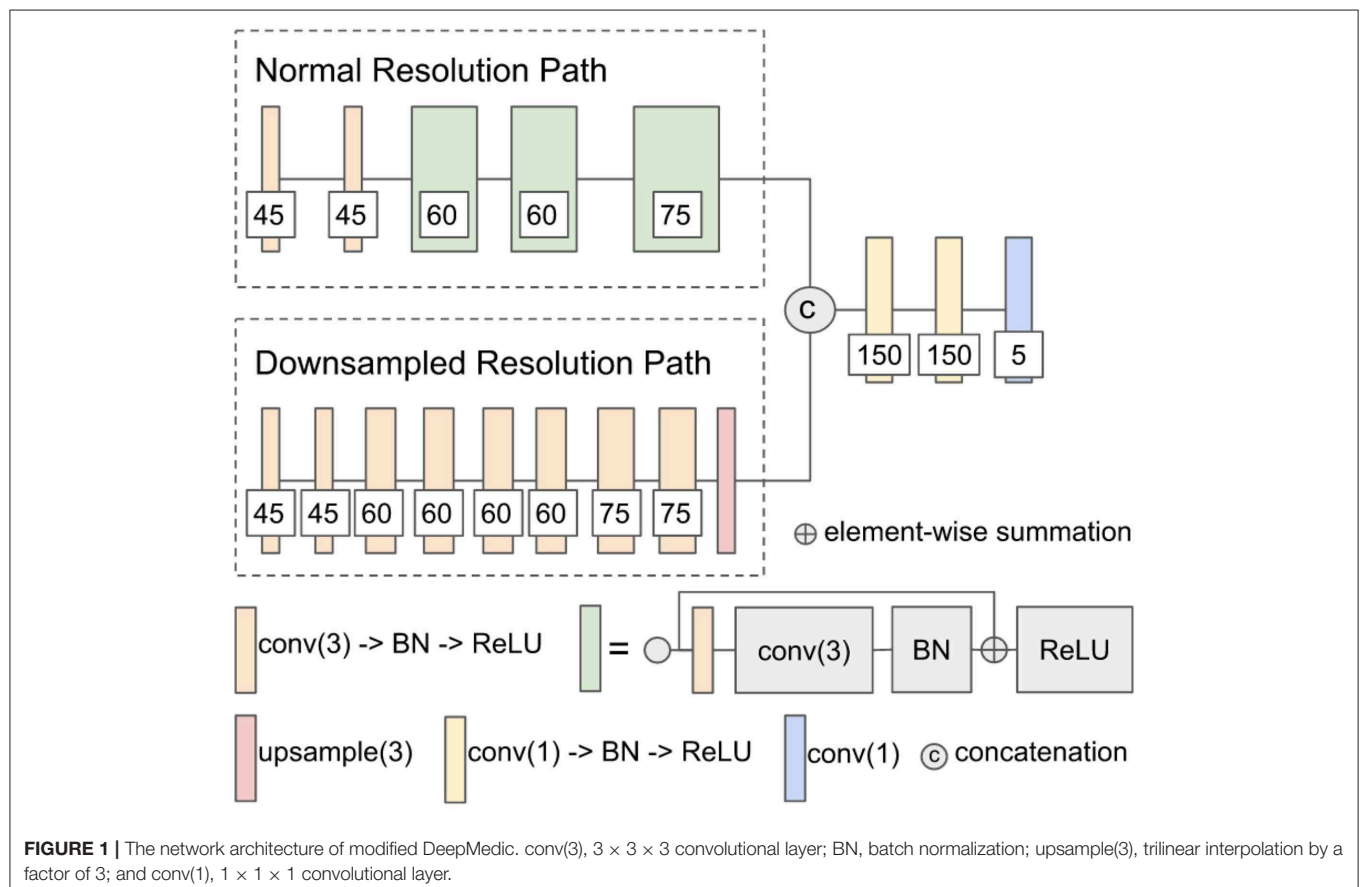 Normal Resolution Path
45 45 60 60 75
C
150 150 5
Downsampled Resolution Path
45 45 60 60 60 60 75 75
⊕ element-wise summation
conv(3) -> BN -> ReLU
=
conv(3) BN ReLU
upsample(3) conv(1) -> BN -> ReLU conv(1) c concatenation
FIGURE 1 | The network architecture of modified DeepMedic. conv(3), 3 × 3 × 3 convolutional layer; BN, batch normalization; upsample(3), trilinear interpolation by a
factor of 3; and conv(1), 1 × 1 × 1 convolutional layer.